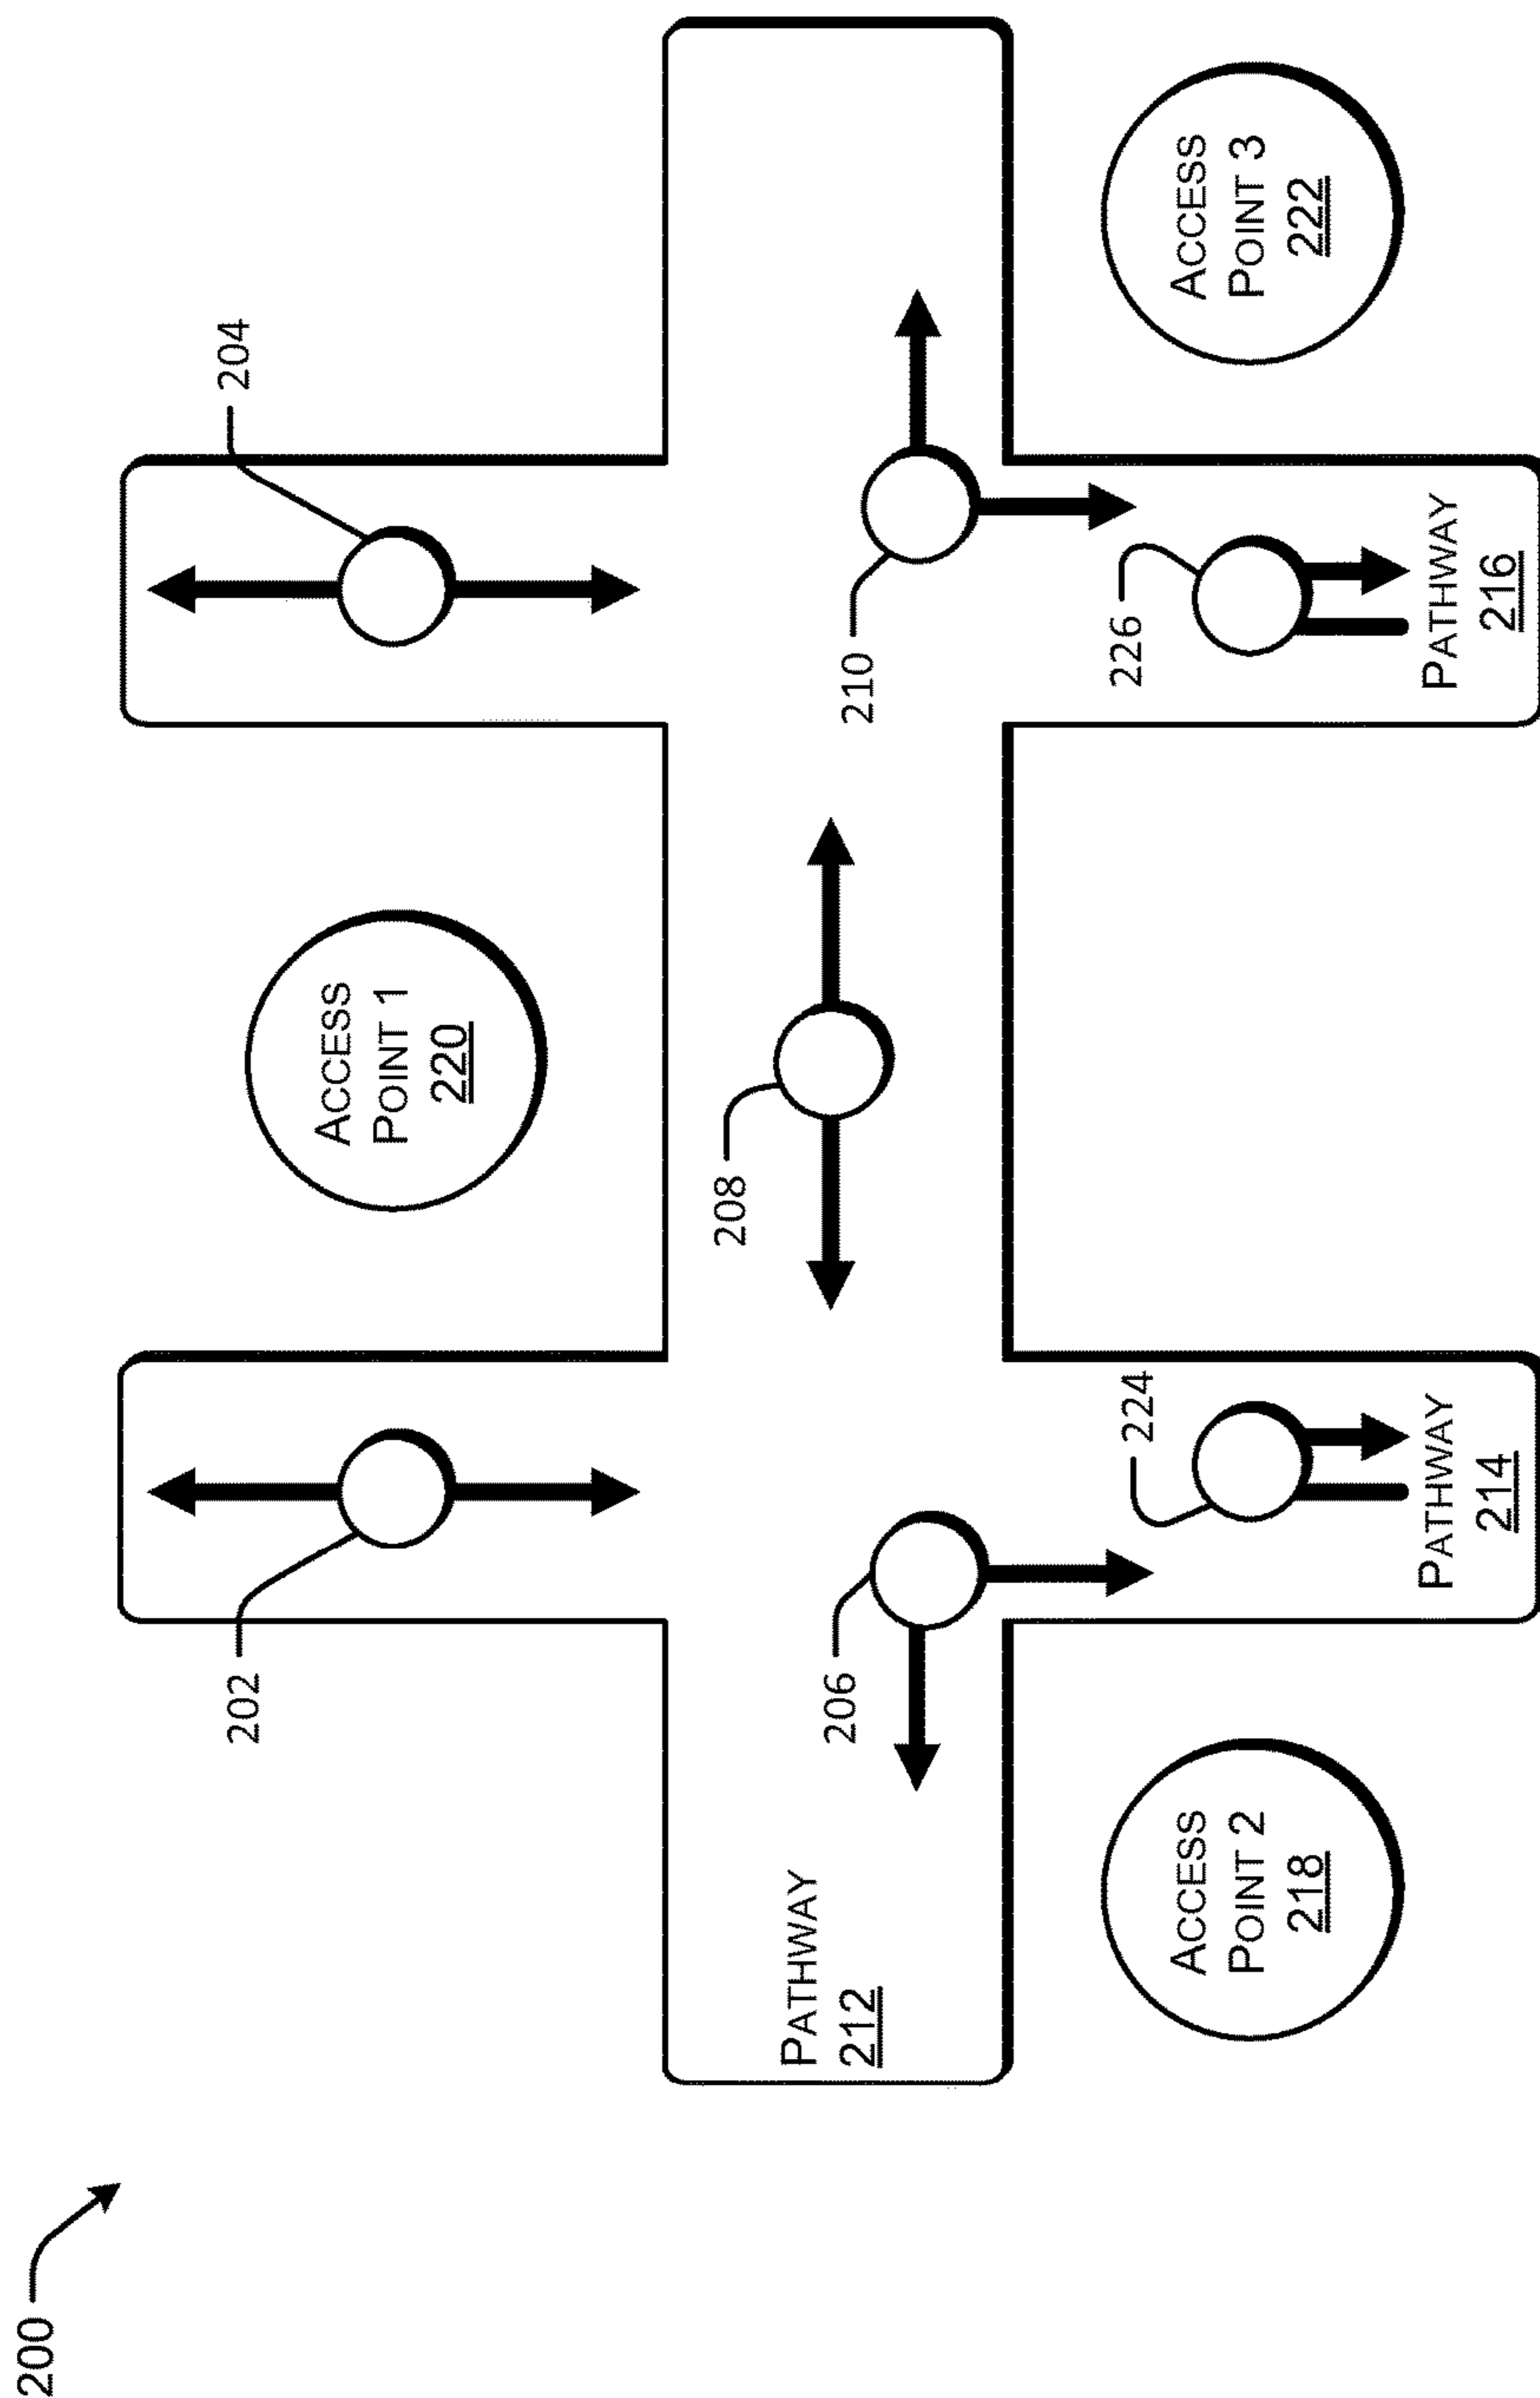 200
202
204
ACCESS
POINT 1
220
208
206
210
PATHWAY
212
224
226
ACCESS
POINT 2
218
ACCESS
POINT 3
222
PATHWAY
214
PATHWAY
216